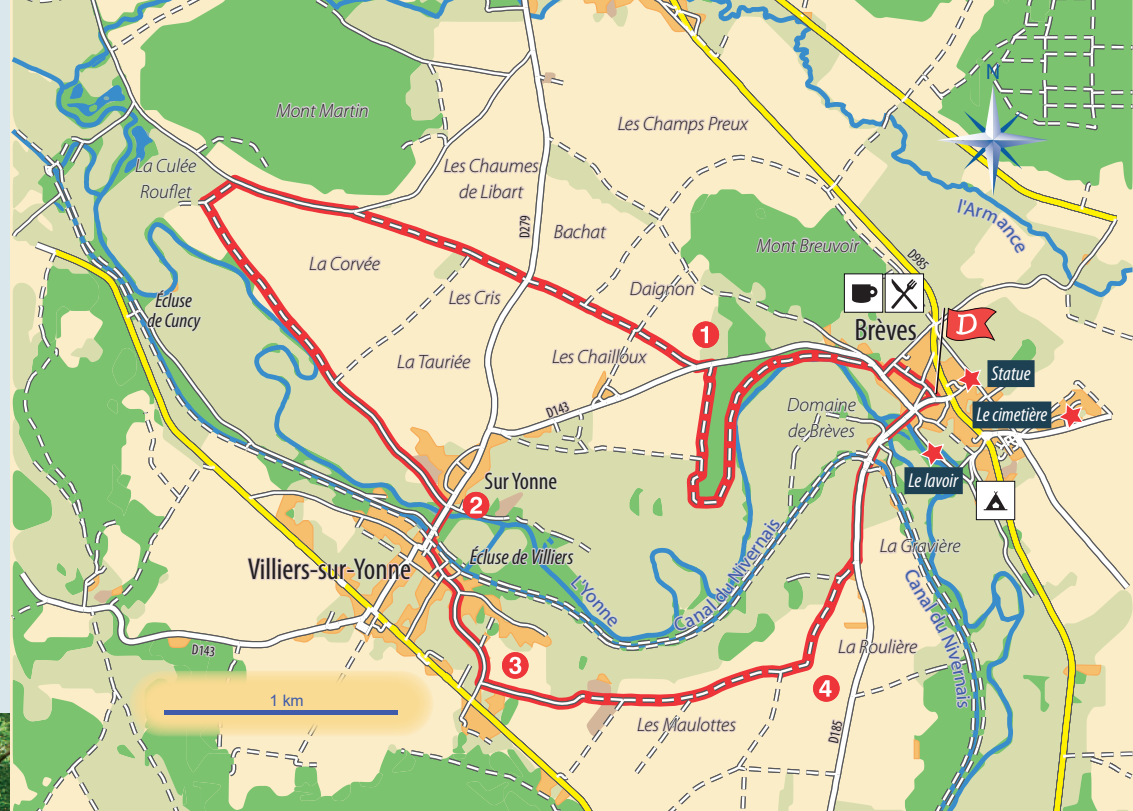 Mont Martin
Les Champs Preux
N
La Culée
Rouflet
Les Chaumes
de Libart
D279
Bachat
l'Armance
Mont Breuvoir
D985
La Corvée
Les Cris
Daignon
Écluse
de Cuncy
Brèves
D
1
La Tauriée
Les Chailloux
Statue
D143
Domaine
de Brèves
Le cimetière
Le lavoir
Sur Yonne
2
Villiers-sur-Yonne
Écluse de Villiers
L'Yonne
Canal du Nivernais
La Gravière
Canal du Nivernais
D143
3
La Roulière
4
1 km
Les Maulottes
D185